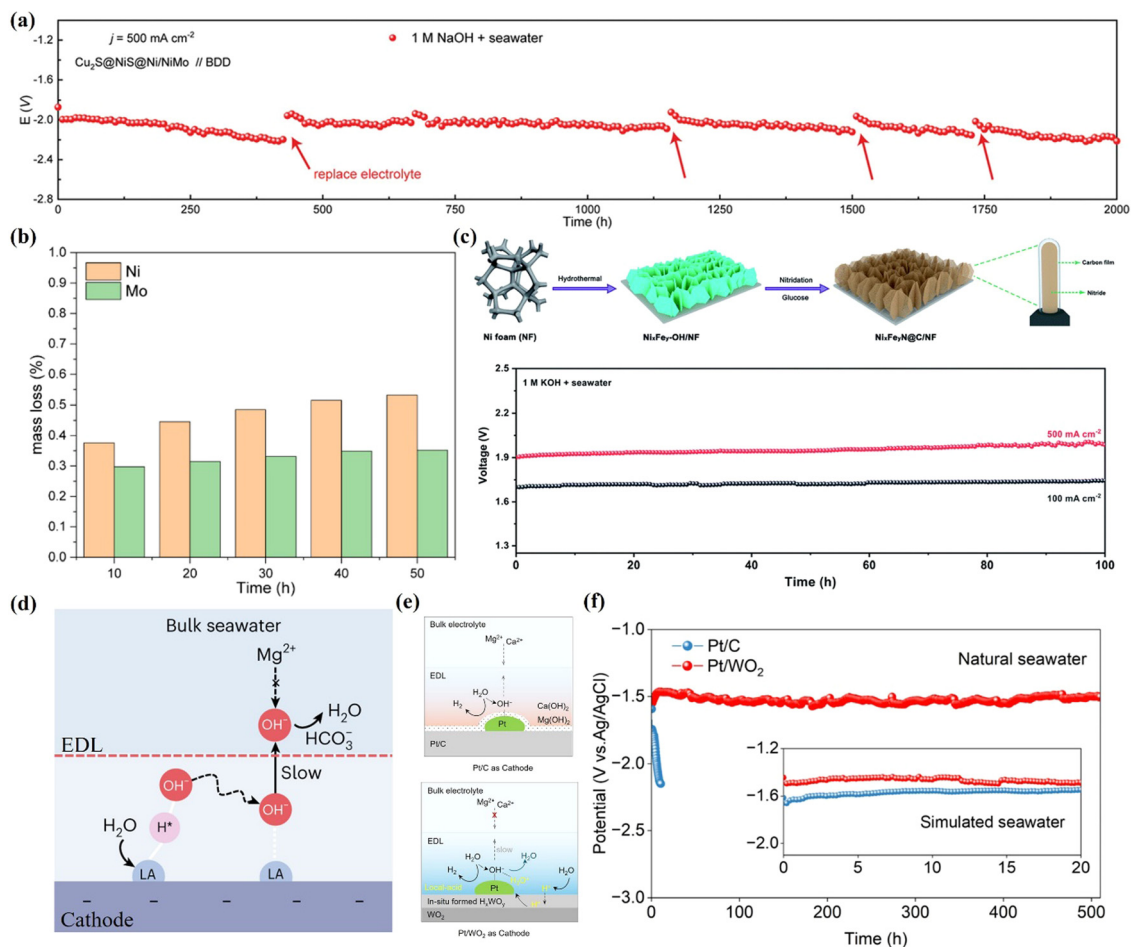 (a)
-1.2
-1.6
-2.0
-2.4
-2.8
E (V)
j = 500 mA cm⁻²
1 M NaOH + seawater
Cu₂S@NiS@Ni/NiMo // BDD
replace electrolyte
0
250
500
750
1000
1250
1500
1750
2000
Time (h)
(b)
1.0
0.9
0.8
0.7
0.6
0.5
0.4
0.3
0.2
0.1
0.0
mass loss (%)
Ni
Mo
10
20
30
40
50
Time (h)
(c)
Hydrothermal
Nitridation
Glucose
Carbon film
Nitride
Ni foam (NF)
NiₓFeᵧ-OH/NF
NiₓFeᵧN@C/NF
2.5
2.1
1.7
1.3
Voltage (V)
1 M KOH + seawater
500 mA cm⁻²
100 mA cm⁻²
0
20
40
60
80
100
Time (h)
(d)
Bulk seawater
Mg²⁺
OH⁻
H₂O
HCO₃⁻
EDL
Slow
OH⁻
OH⁻
H*
H₂O
LA
LA
Cathode
(e)
Bulk electrolyte
Mg²⁺
Ca²⁺
EDL
H₂O
H₂
OH⁻
Ca(OH)₂
Mg(OH)₂
Pt
Pt/C
Pt/C as Cathode
Bulk electrolyte
Mg²⁺
Ca²⁺
EDL
slow
H₂O
H₂O
H₂
OH⁻
H₂O
Local acid
Pt
In-situ formed HₓWOᵧ
WO₂
Pt/WO₂ as Cathode
(f)
−1.0
−1.5
−2.0
−2.5
−3.0
Potential (V vs.Ag/AgCl)
Pt/C
Pt/WO₂
Natural seawater
−1.2
−1.6
−2.0
Simulated seawater
0
5
10
15
20
0
100
200
300
400
500
Time (h)